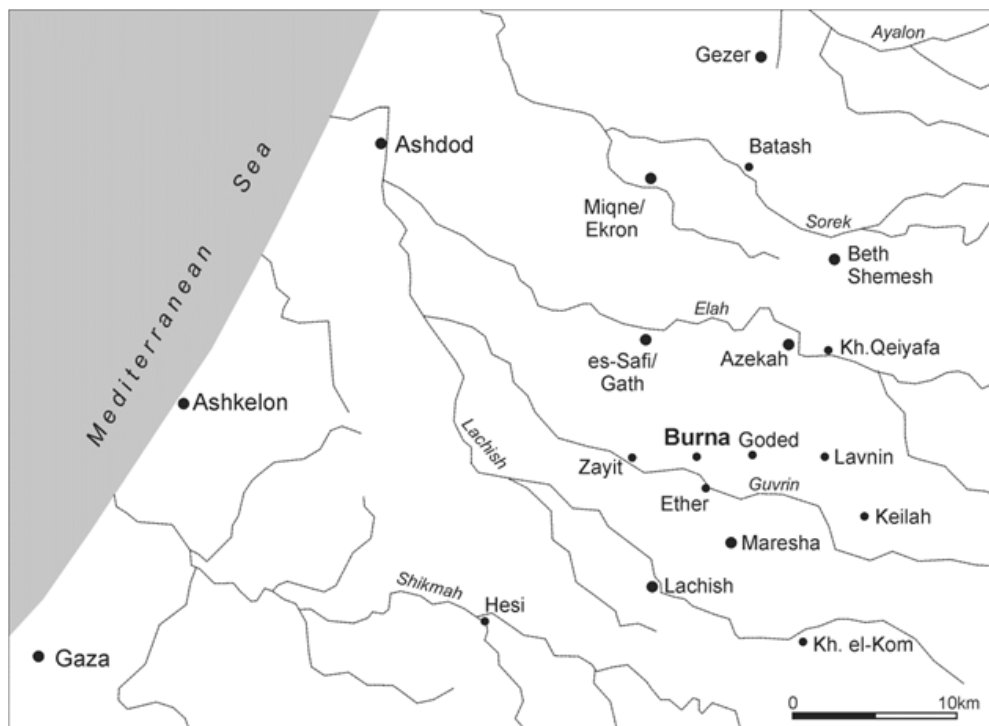 Ayalon
Gezer
Ashdod
Batash
Miqne/
Ekron
Sorek
Beth
Shemesh
Mediterranean Sea
Elah
es-Safi/
Gath
Azekah
Kh.Qeiyafa
Ashkelon
Lachish
Burna
Goded
Zayit
Lavnin
Guvrin
Ether
Keilah
Maresha
Lachish
Shikmah
Hesi
Kh. el-Kom
Gaza
0
10km